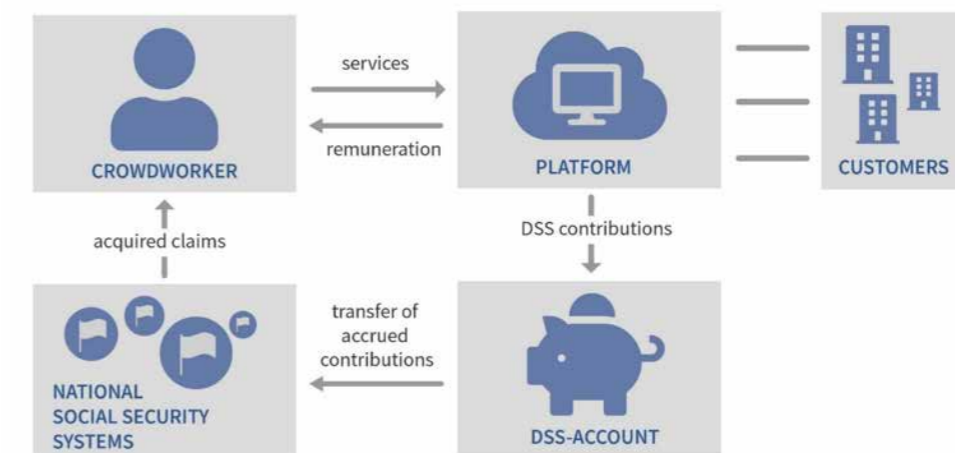 services
remuneration
CROWDWORKER
PLATFORM
CUSTOMERS
acquired claims
DSS contributions
transfer of
accrued
contributions
NATIONAL
SOCIAL SECURITY
SYSTEMS
DSS-ACCOUNT